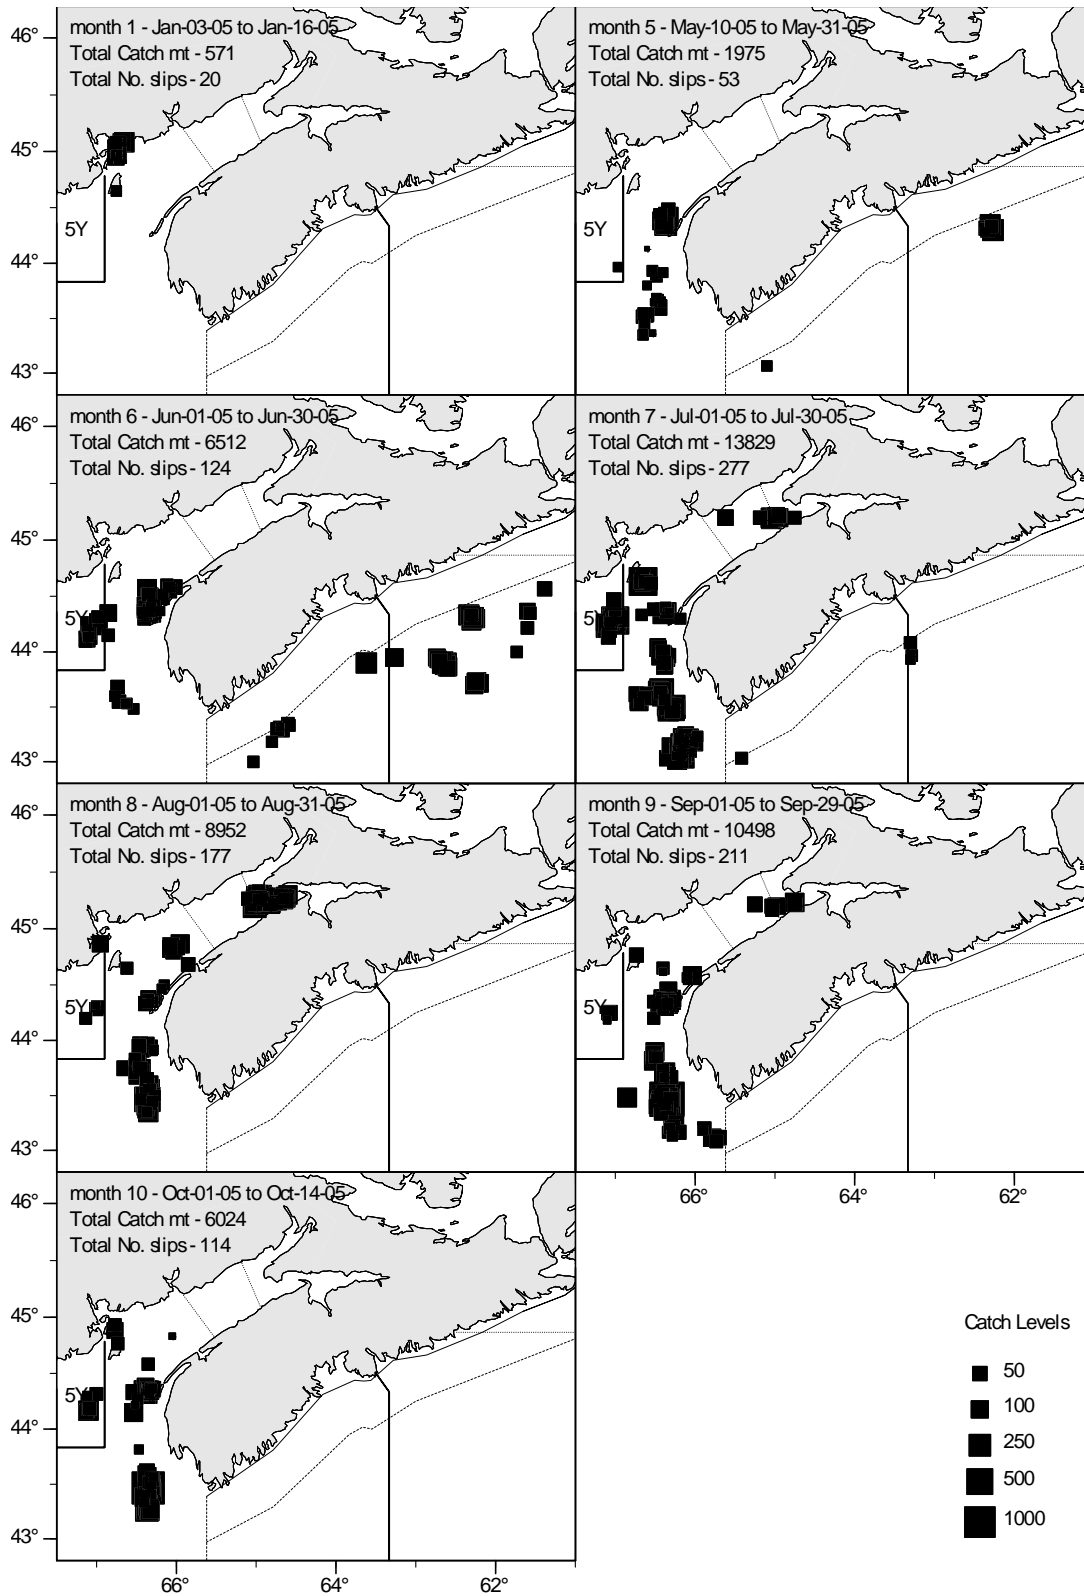 month 1 - Jan-03-05 to Jan-16-05
Total Catch mt - 571
Total No. slips - 20
5Y
46°
45°
44°
43°
month 5 - May-10-05 to May-31-05
Total Catch mt - 1975
Total No. slips - 53
5Y
month 6 - Jun-01-05 to Jun-30-05
Total Catch mt - 6512
Total No. slips - 124
5Y
46°
45°
44°
43°
month 7 - Jul-01-05 to Jul-30-05
Total Catch mt - 13829
Total No. slips - 277
5Y
month 8 - Aug-01-05 to Aug-31-05
Total Catch mt - 8952
Total No. slips - 177
5Y
46°
45°
44°
43°
month 9 - Sep-01-05 to Sep-29-05
Total Catch mt - 10498
Total No. slips - 211
5Y
66° 64° 62°
month 10 - Oct-01-05 to Oct-14-05
Total Catch mt - 6024
Total No. slips - 114
5Y
46°
45°
44°
43°
66° 64° 62°
Catch Levels
50
100
250
500
1000